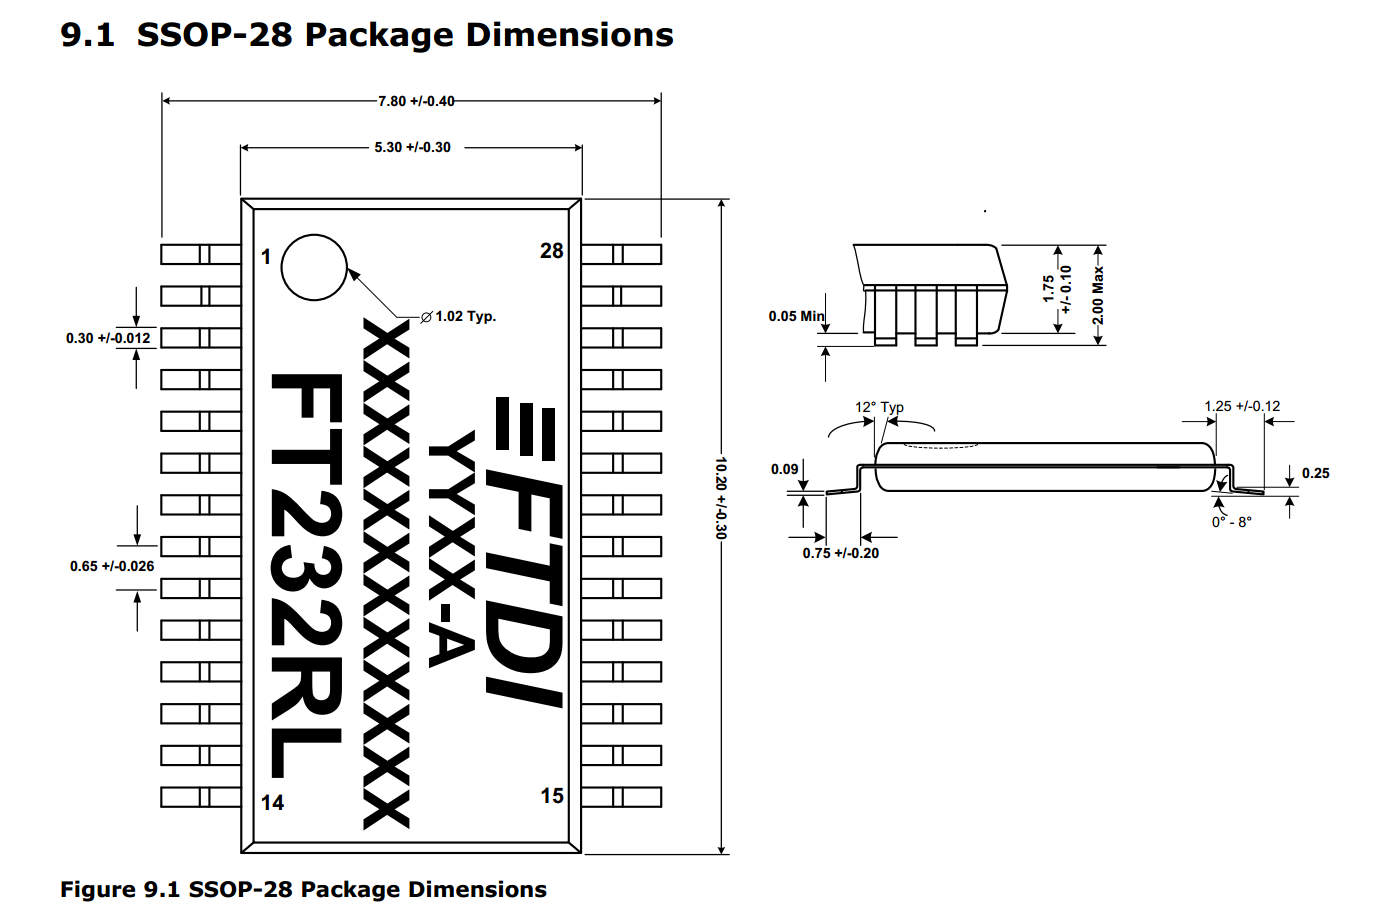 9.1 SSOP-28 Package Dimensions
7.80 +/-0.40
5.30 +/-0.30
1
28
⌀ 1.02 Typ.
0.30 +/-0.012
0.65 +/-0.026
10.20 +/-0.30
FT232RL
XXXXXXXXXXXX
YYXX-A
FTDI
14
15
0.05 Min
1.75
+/- 0.10
2.00 Max
12° Typ
1.25 +/-0.12
0.09
0.25
0° - 8°
0.75 +/-0.20
Figure 9.1 SSOP-28 Package Dimensions